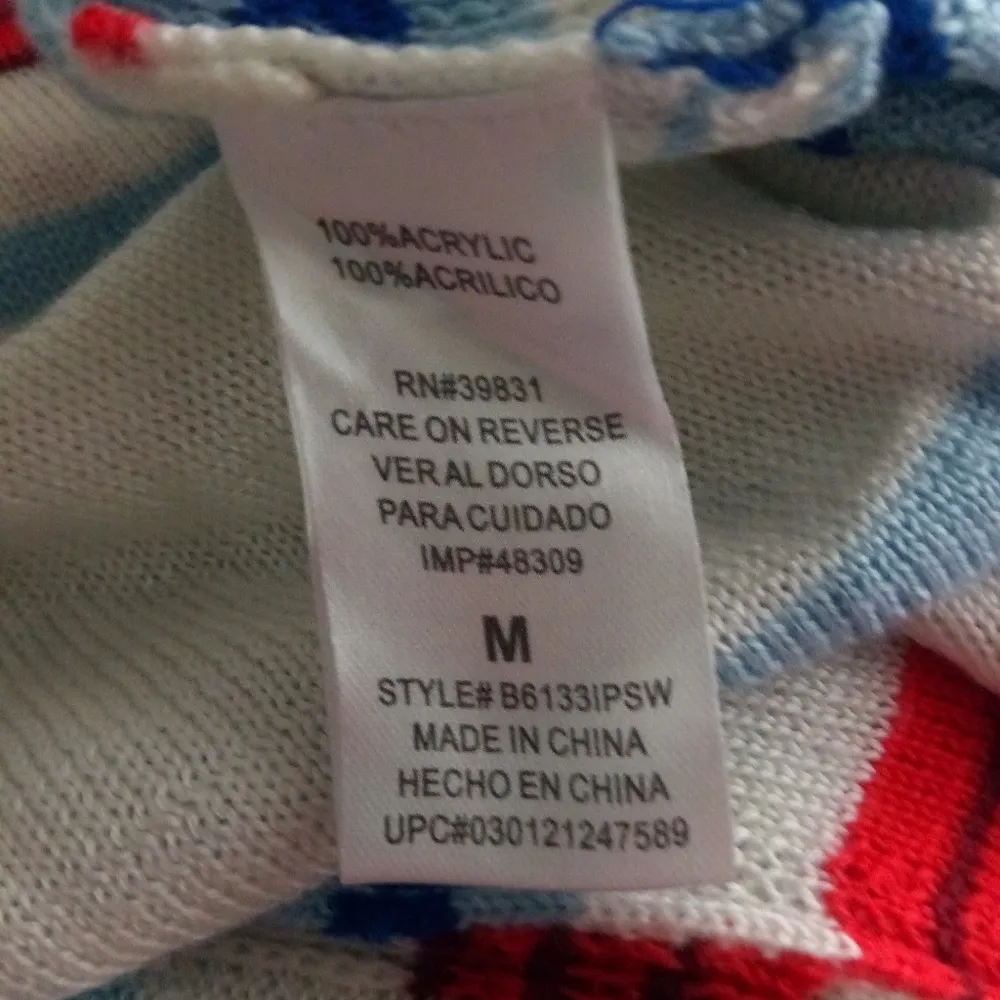 100%ACRYLIC
100%ACRILICO
RN#39831
CARE ON REVERSE
VER AL DORSO
PARA CUIDADO
IMP#48309
M
STYLE# B6133IPSW
MADE IN CHINA
HECHO EN CHINA
UPC#030121247589